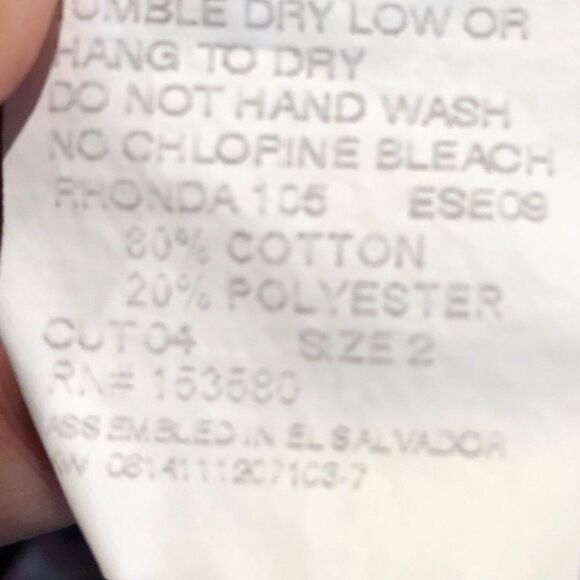 TUMBLE DRY LOW OR
HANG TO DRY
DO NOT HAND WASH
NO CHLORINE BLEACH
RHONDA 105 ESE09
80% COTTON
20% POLYESTER
CUT 04 SIZE 2
RN# 153580
ASSEMBLED IN EL SALVADOR